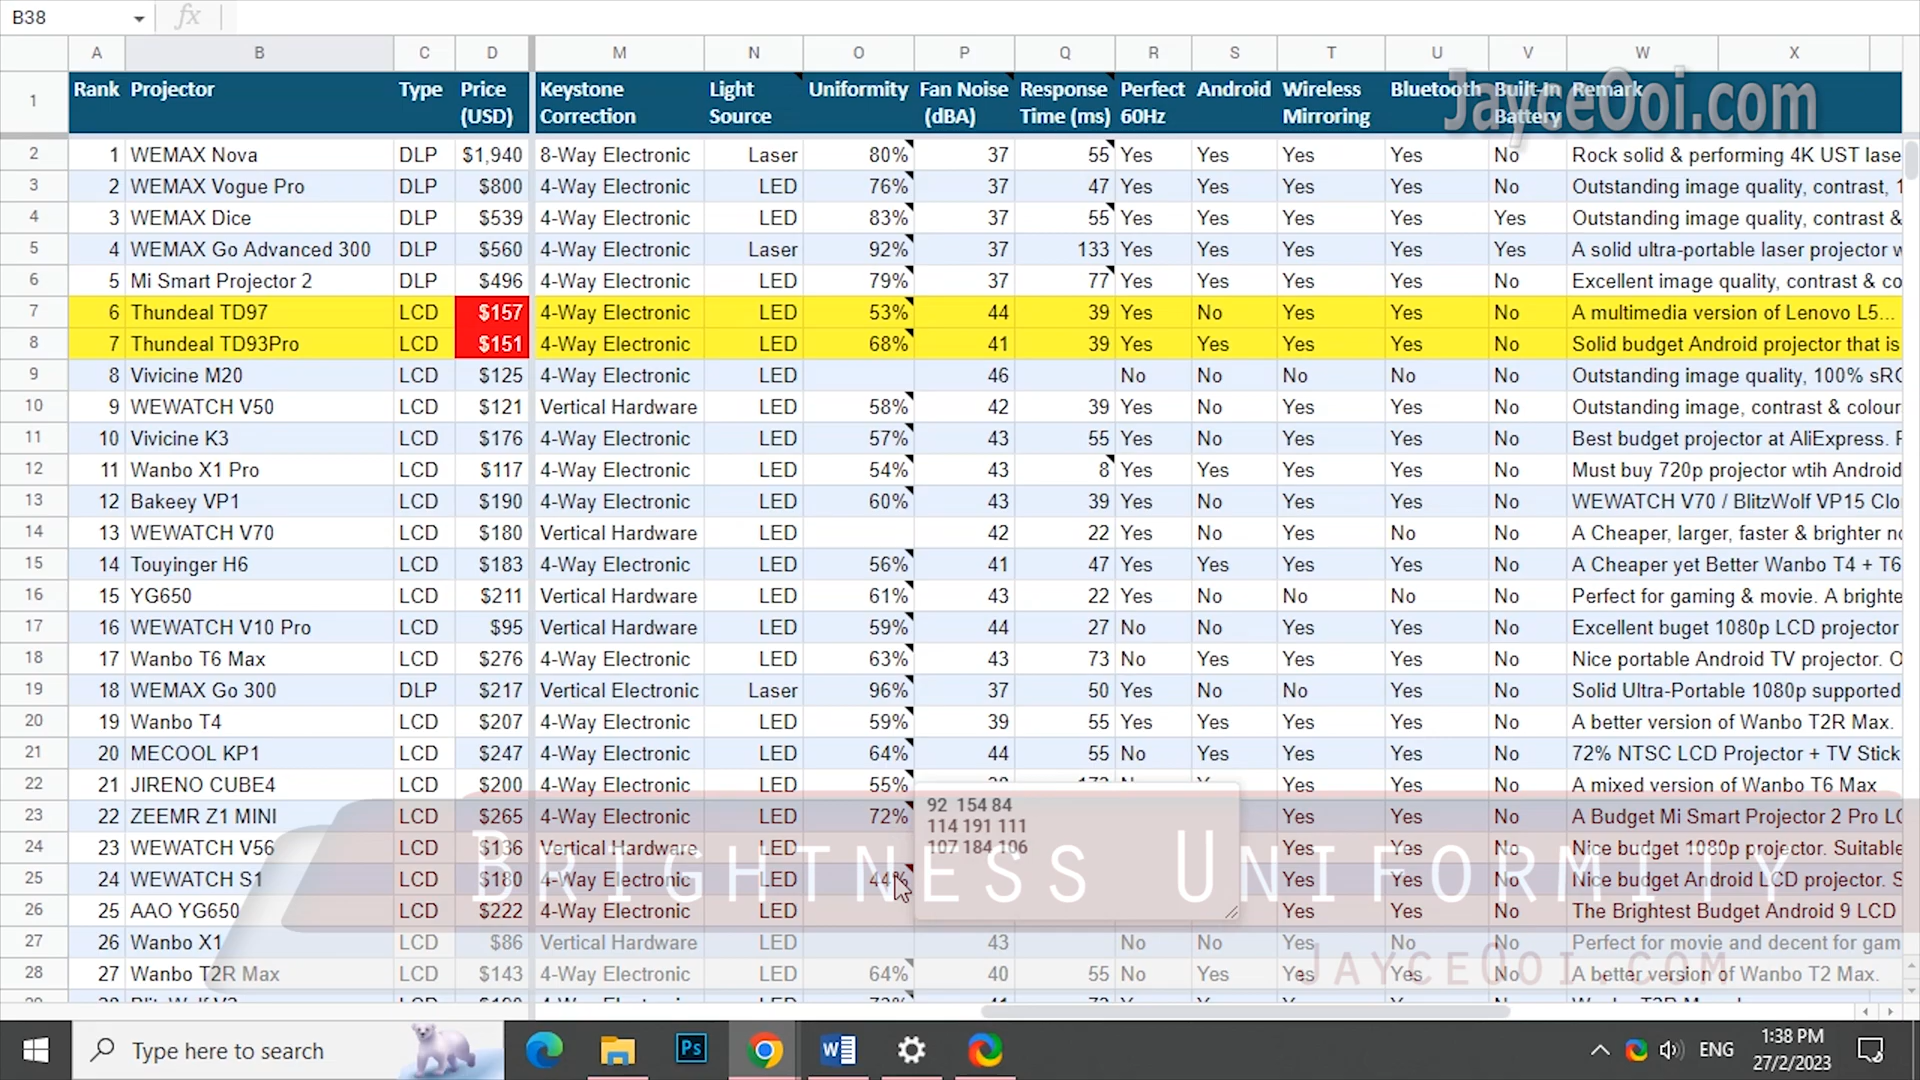 B38
fx
A B C D M N O P Q R S T U V W X
1 Rank Projector Type Price (USD) Keystone Correction Light Source Uniformity Fan Noise (dBA) Response Time (ms) Perfect 60Hz Android Wireless Mirroring Bluetooth Built-In Battery Remark
JayceOoi.com
2 1 WEMAX Nova DLP $1,940 8-Way Electronic Laser 80% 37 55 Yes Yes Yes Yes No Rock solid & performing 4K UST lase
3 2 WEMAX Vogue Pro DLP $800 4-Way Electronic LED 76% 37 47 Yes Yes Yes Yes No Outstanding image quality, contrast, 1
4 3 WEMAX Dice DLP $539 4-Way Electronic LED 83% 37 55 Yes Yes Yes Yes Yes Outstanding image quality, contrast &
5 4 WEMAX Go Advanced 300 DLP $560 4-Way Electronic Laser 92% 37 133 Yes Yes Yes Yes Yes A solid ultra-portable laser projector w
6 5 Mi Smart Projector 2 DLP $496 4-Way Electronic LED 79% 37 77 Yes Yes Yes Yes No Excellent image quality, contrast & co
7 6 Thundeal TD97 LCD $157 4-Way Electronic LED 53% 44 39 Yes No Yes Yes No A multimedia version of Lenovo L5...
8 7 Thundeal TD93Pro LCD $151 4-Way Electronic LED 68% 41 39 Yes Yes Yes Yes No Solid budget Android projector that is
9 8 Vivicine M20 LCD $125 4-Way Electronic LED 46 No No No No No Outstanding image quality, 100% sRG
10 9 WEWATCH V50 LCD $121 Vertical Hardware LED 58% 42 39 Yes No Yes Yes No Outstanding image, contrast & colour
11 10 Vivicine K3 LCD $176 4-Way Electronic LED 57% 43 55 Yes No Yes Yes No Best budget projector at AliExpress. F
12 11 Wanbo X1 Pro LCD $117 4-Way Electronic LED 54% 43 8 Yes Yes Yes Yes No Must buy 720p projector wtih Android
13 12 Bakeey VP1 LCD $190 4-Way Electronic LED 60% 43 39 Yes No Yes Yes No WEWATCH V70 / BlitzWolf VP15 Clo
14 13 WEWATCH V70 LCD $180 Vertical Hardware LED 42 22 Yes No Yes No No A Cheaper, larger, faster & brighter no
15 14 Touyinger H6 LCD $183 4-Way Electronic LED 56% 41 47 Yes Yes Yes Yes No A Cheaper yet Better Wanbo T4 + T6
16 15 YG650 LCD $211 Vertical Hardware LED 61% 43 22 Yes No No No No Perfect for gaming & movie. A brighte
17 16 WEWATCH V10 Pro LCD $95 Vertical Hardware LED 59% 44 27 No No Yes Yes No Excellent buget 1080p LCD projector
18 17 Wanbo T6 Max LCD $276 4-Way Electronic LED 63% 43 73 No Yes Yes Yes No Nice portable Android TV projector. O
19 18 WEMAX Go 300 DLP $217 Vertical Electronic Laser 96% 37 50 Yes No No Yes No Solid Ultra-Portable 1080p supported
20 19 Wanbo T4 LCD $207 4-Way Electronic LED 59% 39 55 Yes Yes Yes Yes No A better version of Wanbo T2R Max.
21 20 MECOOL KP1 LCD $247 4-Way Electronic LED 64% 44 55 No Yes Yes Yes No 72% NTSC LCD Projector + TV Stick
22 21 JIRENO CUBE4 LCD $200 4-Way Electronic LED 55% Yes Yes No A mixed version of Wanbo T6 Max
23 22 ZEEMR Z1 MINI LCD $265 4-Way Electronic LED 72% Yes Yes No A Budget Mi Smart Projector 2 Pro LC
92 154 84
114 191 111
107 184 106
24 23 WEWATCH V56 LCD $136 Vertical Hardware LED Yes Yes No Nice budget 1080p projector. Suitable
Brightness Uniformity
25 24 WEWATCH S1 LCD $180 4-Way Electronic LED 44% Yes Yes No Nice budget Android LCD projector. S
26 25 AAO YG650 LCD $222 4-Way Electronic LED Yes Yes No The Brightest Budget Android 9 LCD
27 26 Wanbo X1 LCD $86 Vertical Hardware LED 43 No No Yes No No Perfect for movie and decent for gam
JayceOoi.com
28 27 Wanbo T2R Max LCD $143 4-Way Electronic LED 64% 40 55 No Yes Yes Yes No A better version of Wanbo T2 Max.
Type here to search
Ps
ENG
1:38 PM
27/2/2023